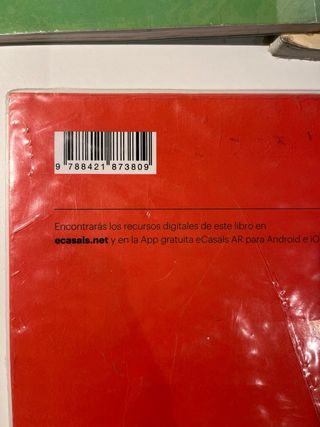 9 788421 873809
Encontrarás los recursos digitales de este libro en
ecasals.net y en la App gratuita eCasals AR para Android e iO